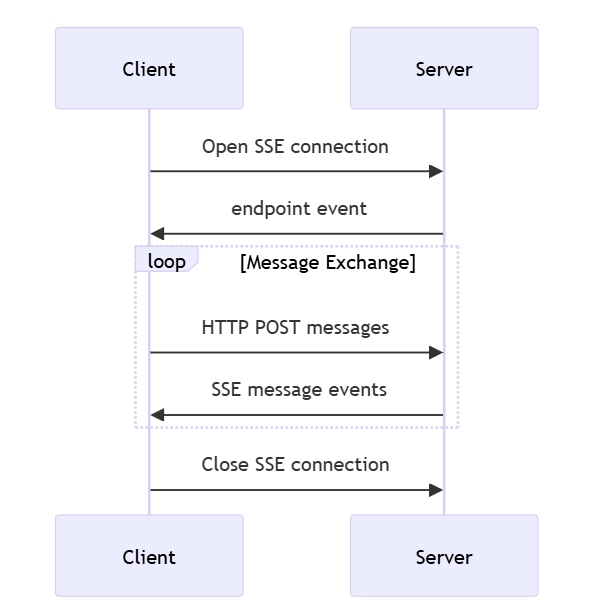 Client
Server
Open SSE connection
endpoint event
loop
[Message Exchange]
HTTP POST messages
SSE message events
Close SSE connection
Client
Server